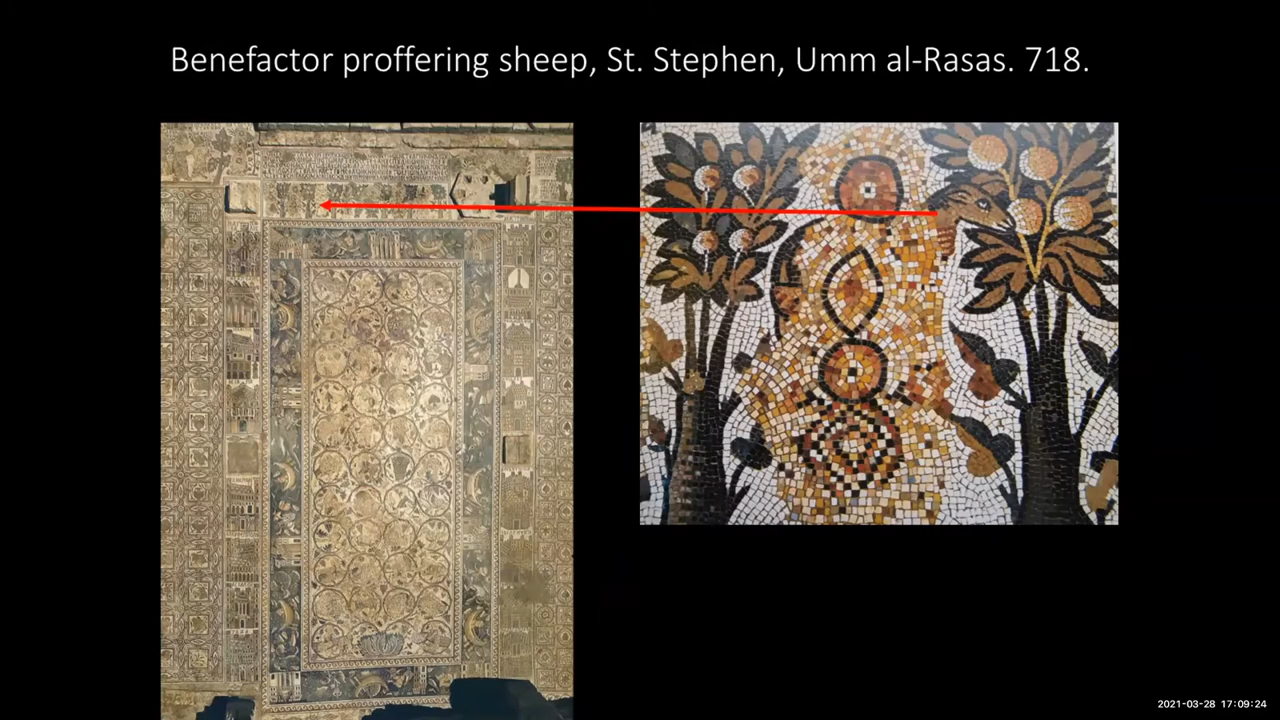 Benefactor proffering sheep, St. Stephen, Umm al-Rasas. 718.
2021-03-28 17:09:24